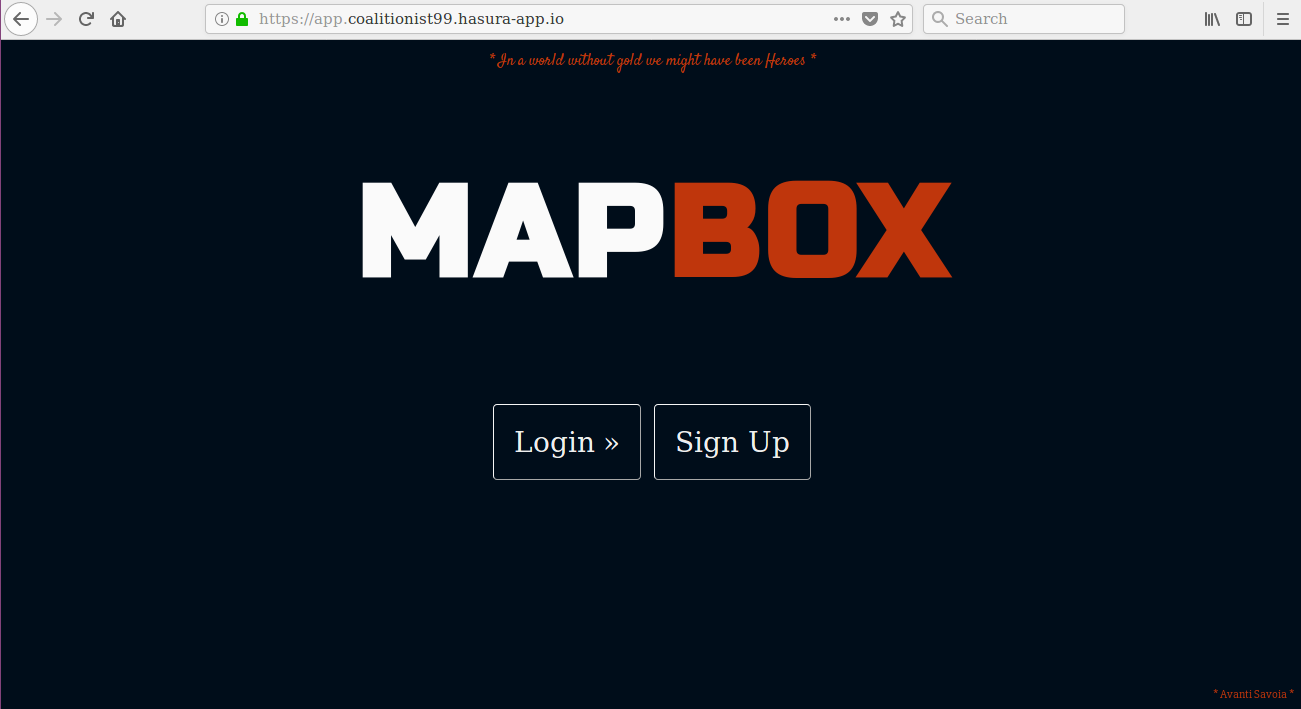 https://app.coalitionist99.hasura-app.io
Search
* In a world without gold we might have been Heroes *
MAPBOX
Login »
Sign Up
* Avanti Savoia *